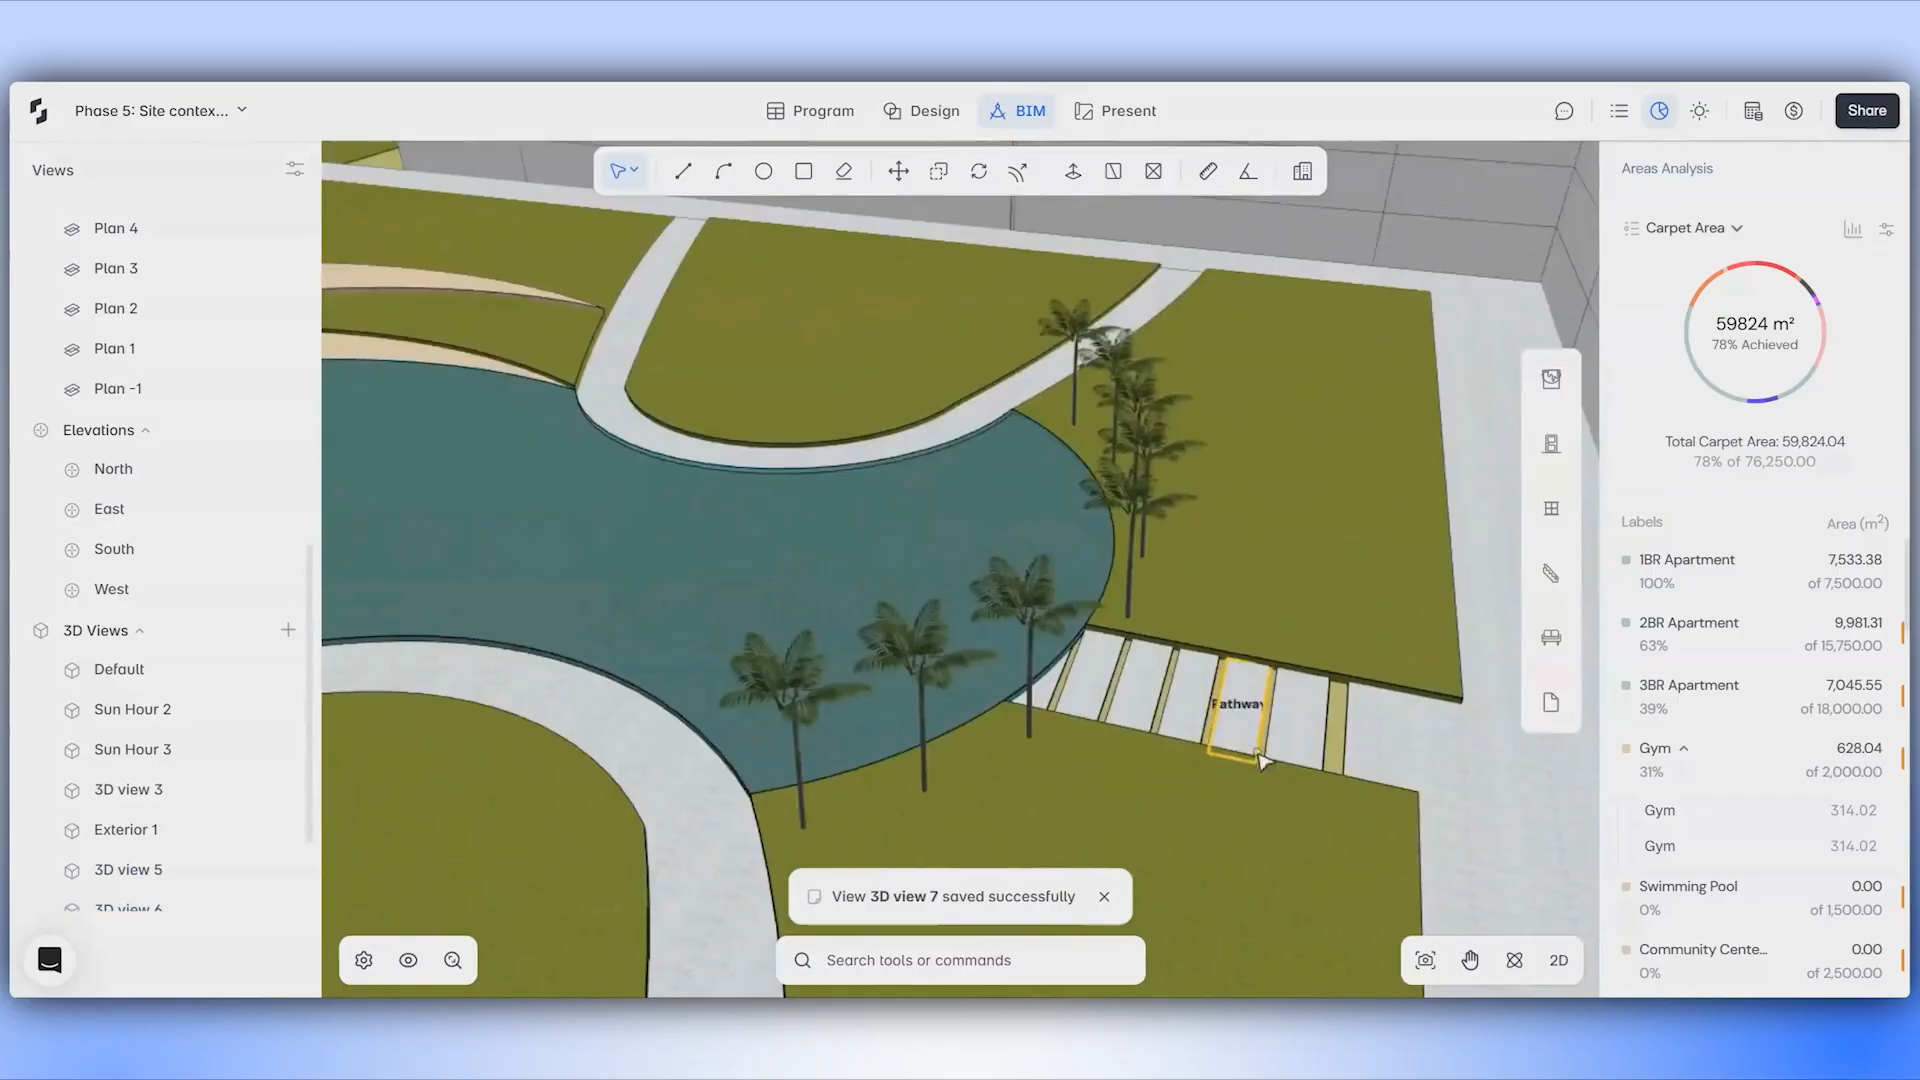 Phase 5: Site contex...
Program
Design
BIM
Present
Share
Views
Plan 4
Plan 3
Plan 2
Plan 1
Plan -1
Elevations
North
East
South
West
3D Views
Default
Sun Hour 2
Sun Hour 3
3D view 3
Exterior 1
3D view 5
3D view 6
Pathway
View 3D view 7 saved successfully
Search tools or commands
2D
Areas Analysis
Carpet Area
59824 m²
78% Achieved
Total Carpet Area: 59,824.04
78% of 76,250.00
Labels Area (m²)
1BR Apartment 7,533.38
100% of 7,500.00
2BR Apartment 9,981.31
63% of 15,750.00
3BR Apartment 7,045.55
39% of 18,000.00
Gym 628.04
31% of 2,000.00
Gym 314.02
Gym 314.02
Swimming Pool 0.00
0% of 1,500.00
Community Cente... 0.00
0% of 2,500.00